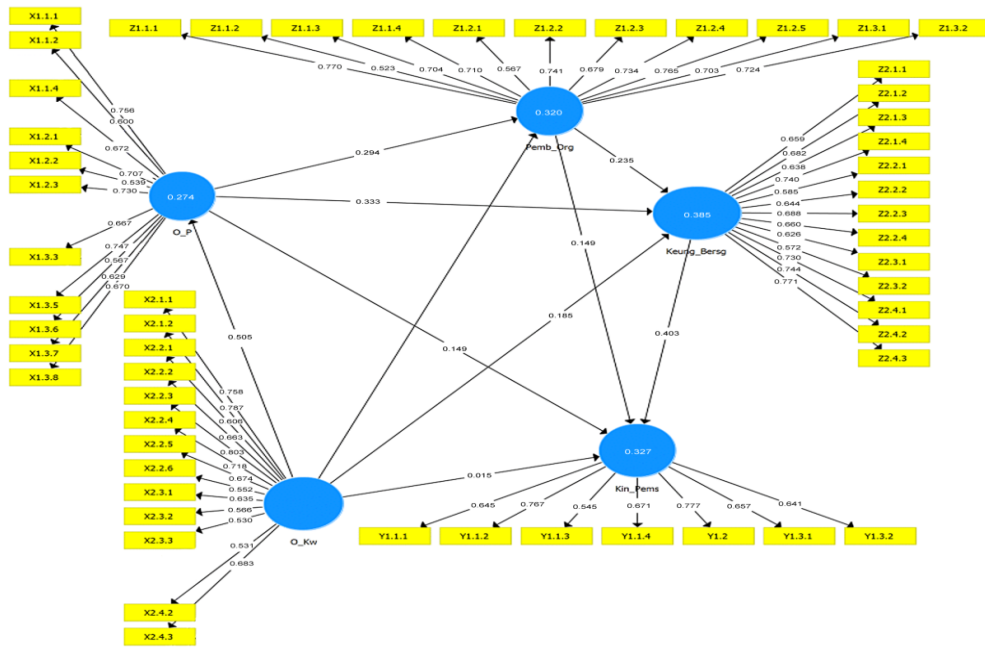 X1.1.1
X1.1.2
X1.1.4
X1.2.1
X1.2.2
X1.2.3
X1.3.3
X1.3.5
X1.3.6
X1.3.7
X1.3.8
0.756
0.600
0.672
0.707
0.539
0.730
0.667
0.747
0.567
0.629
0.670
0.274
O_P
Z1.1.1 Z1.1.2 Z1.1.3 Z1.1.4 Z1.2.1 Z1.2.2 Z1.2.3 Z1.2.4 Z1.2.5 Z1.3.1 Z1.3.2
0.770 0.523 0.704 0.710 0.567 0.741 0.679 0.734 0.765 0.703 0.724
0.320
Pemb_Org
Z2.1.1
Z2.1.2
Z2.1.3
Z2.1.4
Z2.2.1
Z2.2.2
Z2.2.3
Z2.2.4
Z2.3.1
Z2.3.2
Z2.4.1
Z2.4.2
Z2.4.3
0.659
0.682
0.638
0.740
0.585
0.644
0.688
0.660
0.626
0.572
0.730
0.744
0.771
0.385
Keung_Bersg
0.294
0.235
0.333
0.149
0.185
0.505
0.149
0.403
0.015
X2.1.1
X2.1.2
X2.2.1
X2.2.2
X2.2.3
X2.2.4
X2.2.5
X2.2.6
X2.3.1
X2.3.2
X2.3.3
X2.4.2
X2.4.3
0.758
0.787
0.606
0.663
0.803
0.718
0.674
0.552
0.635
0.566
0.530
0.531
0.683
O_Kw
0.327
Kin_Pems
0.645 0.767 0.545 0.671 0.777 0.657 0.641
Y1.1.1 Y1.1.2 Y1.1.3 Y1.1.4 Y1.2 Y1.3.1 Y1.3.2